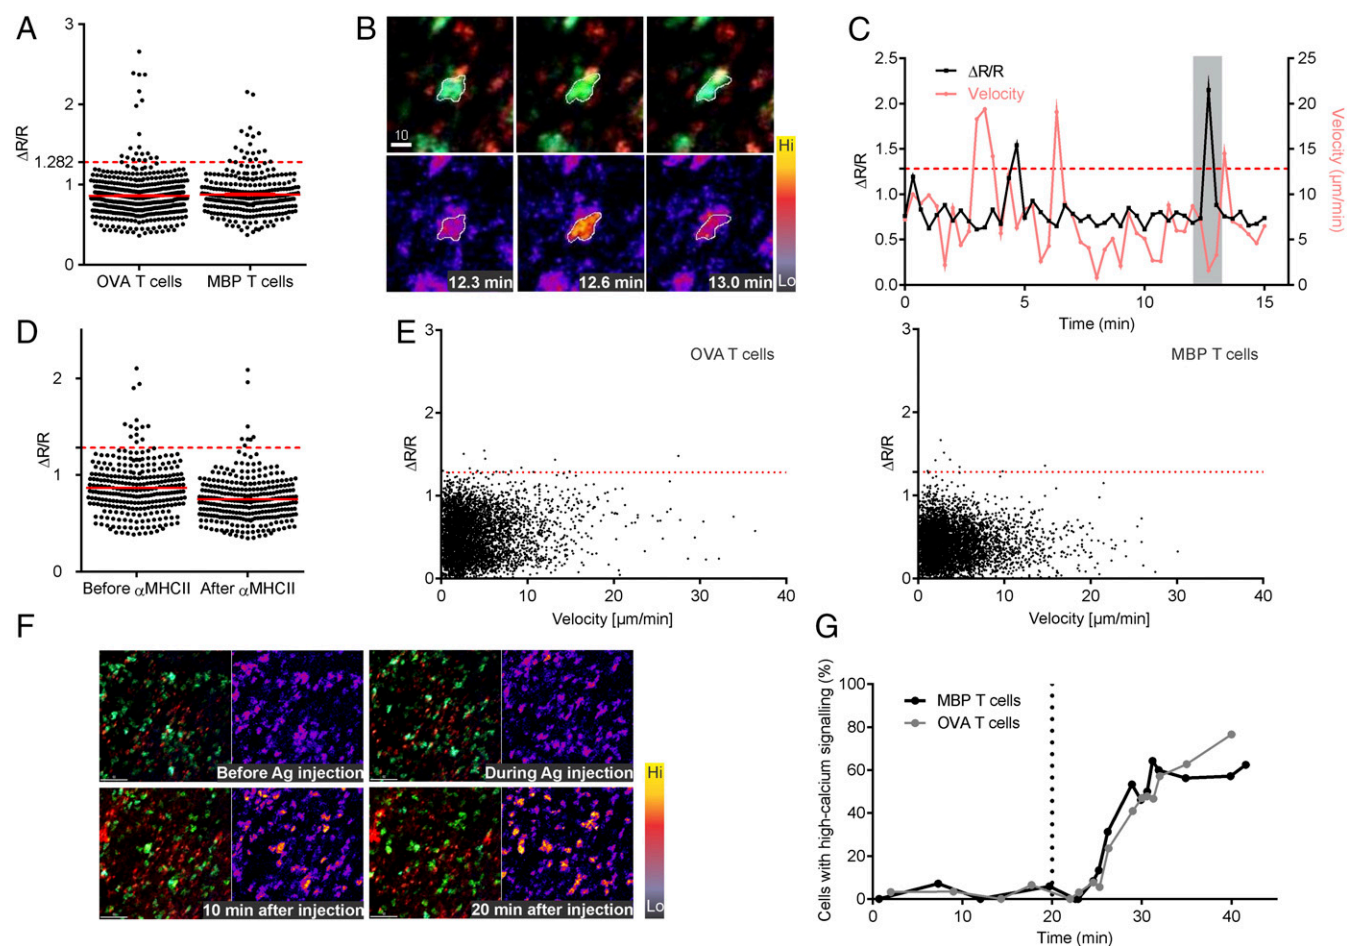 A
3
2
1.282
1
0
ΔR/R
OVA T cells
MBP T cells
B
10
12.3 min
12.6 min
13.0 min
Hi
Lo
C
2.5
2.0
1.5
1.0
0.5
0.0
ΔR/R
ΔR/R
Velocity
25
20
15
10
5
0
Velocity (µm/min)
0
5
10
15
Time (min)
D
2
1
0
ΔR/R
Before αMHCII
After αMHCII
E
3
2
1
0
ΔR/R
OVA T cells
0
10
20
30
40
Velocity [µm/min]
3
2
1
0
ΔR/R
MBP T cells
0
10
20
30
40
Velocity [µm/min]
F
Before Ag injection
During Ag injection
10 min after injection
20 min after injection
Hi
Lo
G
Cells with high-calcium signalling (%)
100
80
60
40
20
0
MBP T cells
OVA T cells
0
10
20
30
40
Time (min)